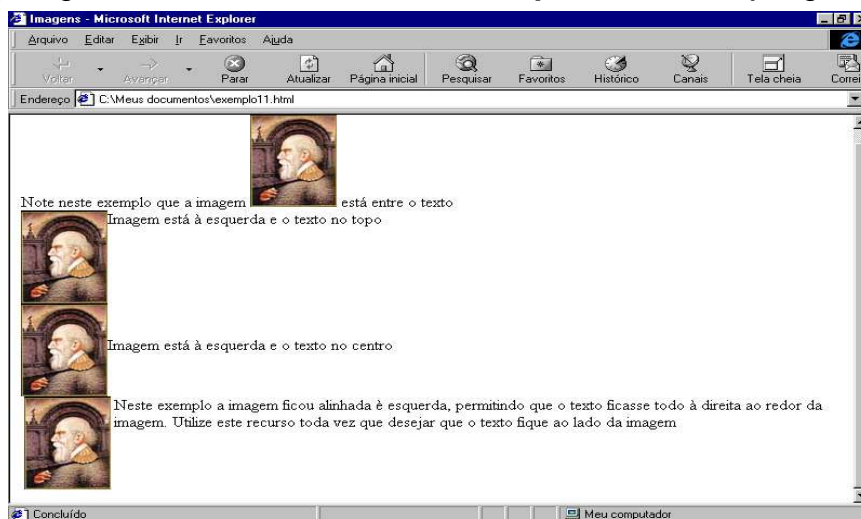 Imagens - Microsoft Internet Explorer
Arquivo Editar Exibir Ir Favoritos Ajuda
Voltar Avançar Parar Atualizar Página inicial Pesquisar Favoritos Histórico Canais Tela cheia Correi
Endereço C:\Meus documentos\exemplo11.html
Note neste exemplo que a imagem está entre o texto
Imagem está à esquerda e o texto no topo
Imagem está à esquerda e o texto no centro
Neste exemplo a imagem ficou alinhada è esquerda, permitindo que o texto ficasse todo à direita ao redor da
imagem. Utilize este recurso toda vez que desejar que o texto fique ao lado da imagem
Concluído Meu computador